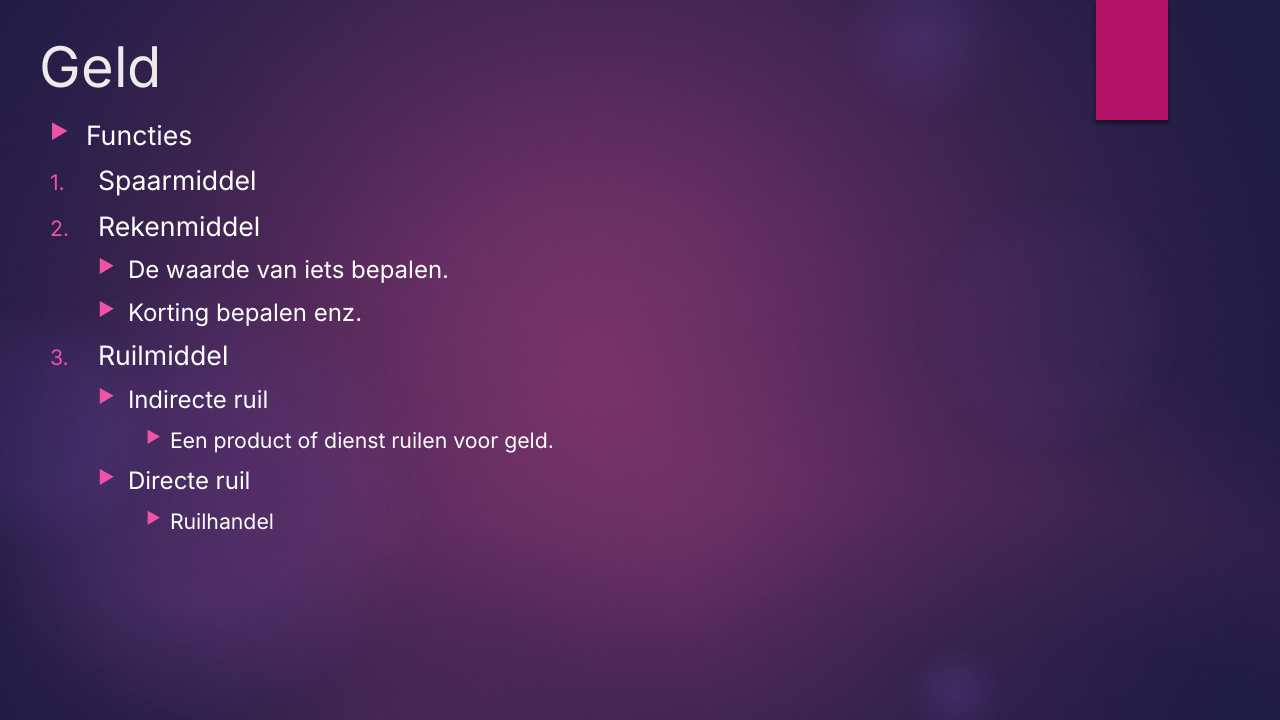 Geld
Functies
1. Spaarmiddel
2. Rekenmiddel
De waarde van iets bepalen.
Korting bepalen enz.
3. Ruilmiddel
Indirecte ruil
Een product of dienst ruilen voor geld.
Directe ruil
Ruilhandel